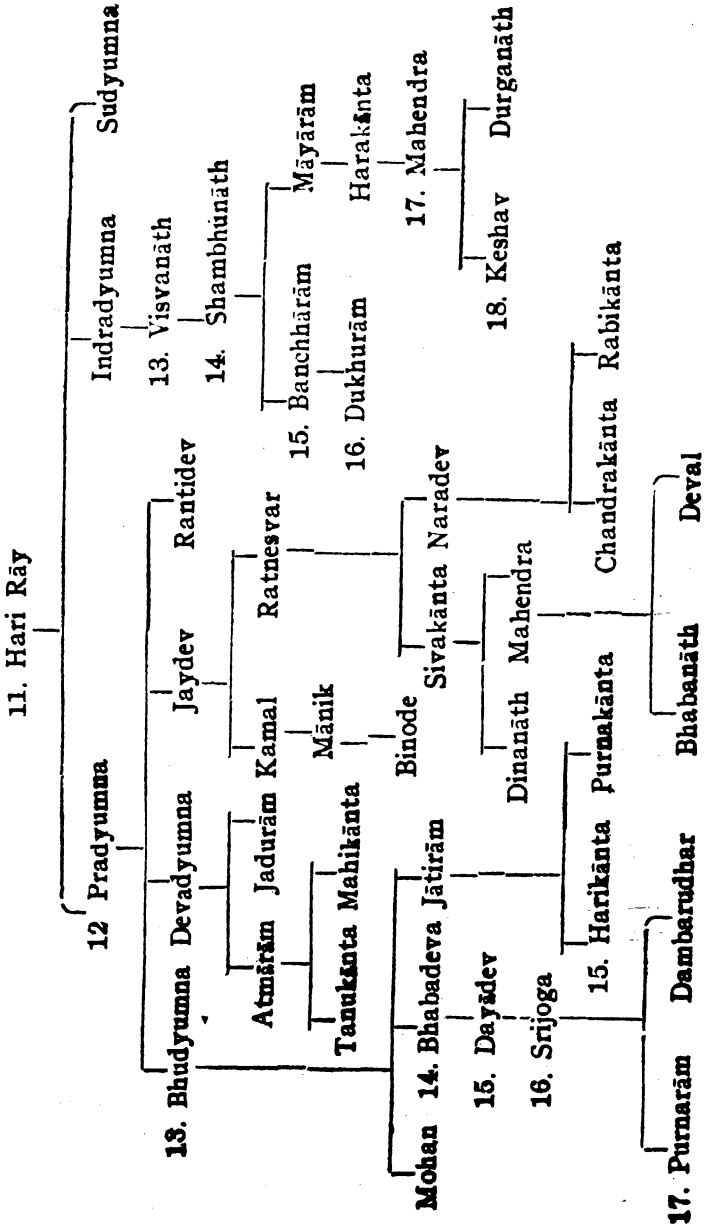 11. Hari Rāy
12 Pradyumna Indradyumna Sudyumna
13. Bhudyumna Devadyumna Jaydev Rantidev 13. Visvanāth
14. Shambhunāth
Atmārām Jadurām Kamal Ratnesvar 15. Banchhārām Māyārām
Tanukānta Mahikānta Mānik 16. Dukhurām Harakānta
Binode 17. Mahendra
Mohan 14. Bhabadeva Jātirām Sivakānta Naradev
15. Dayādev 18. Keshav Durganāth
16. Srijoga Dinanāth Mahendra
15. Harikānta Purnakānta Chandrakānta Rabikānta
17. Purnarām Dambarudhar Bhabanāth Deval